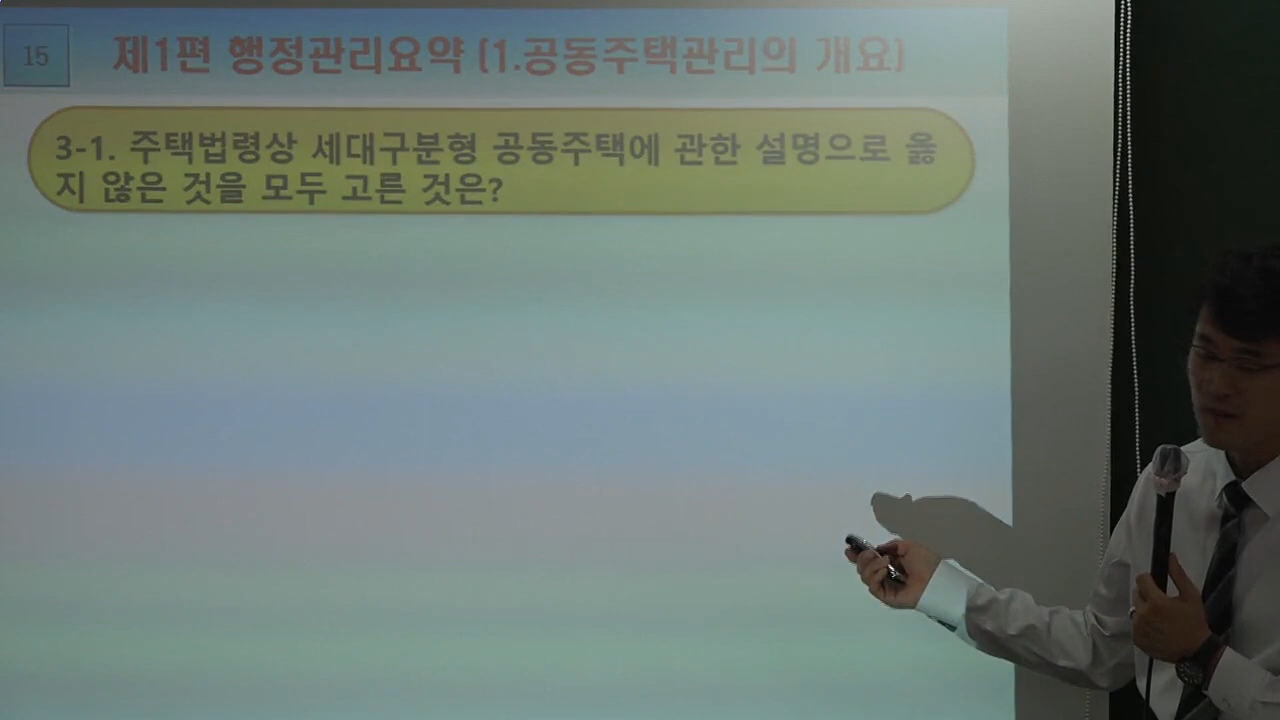 15
제1편 행정관리요약 (1.공동주택관리의 개요)
3-1. 주택법령상 세대구분형 공동주택에 관한 설명으로 옳
지 않은 것을 모두 고른 것은?